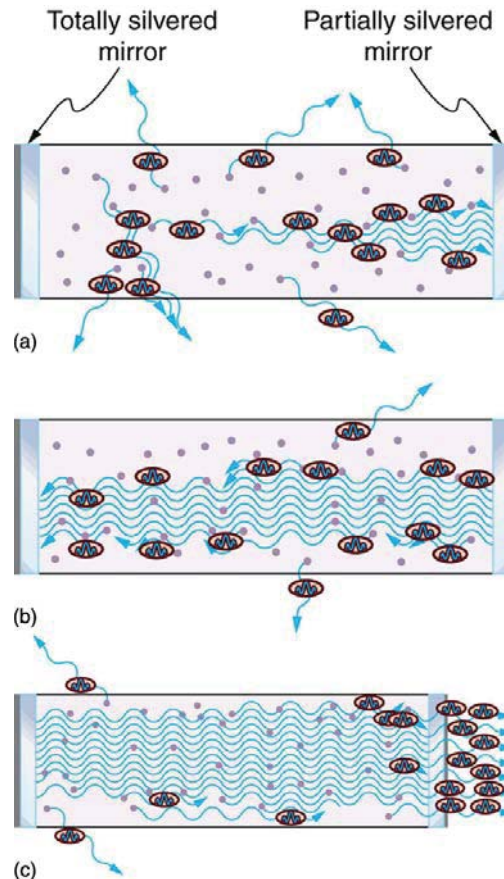 Totally silvered
mirror
Partially silvered
mirror
(a)
(b)
(c)